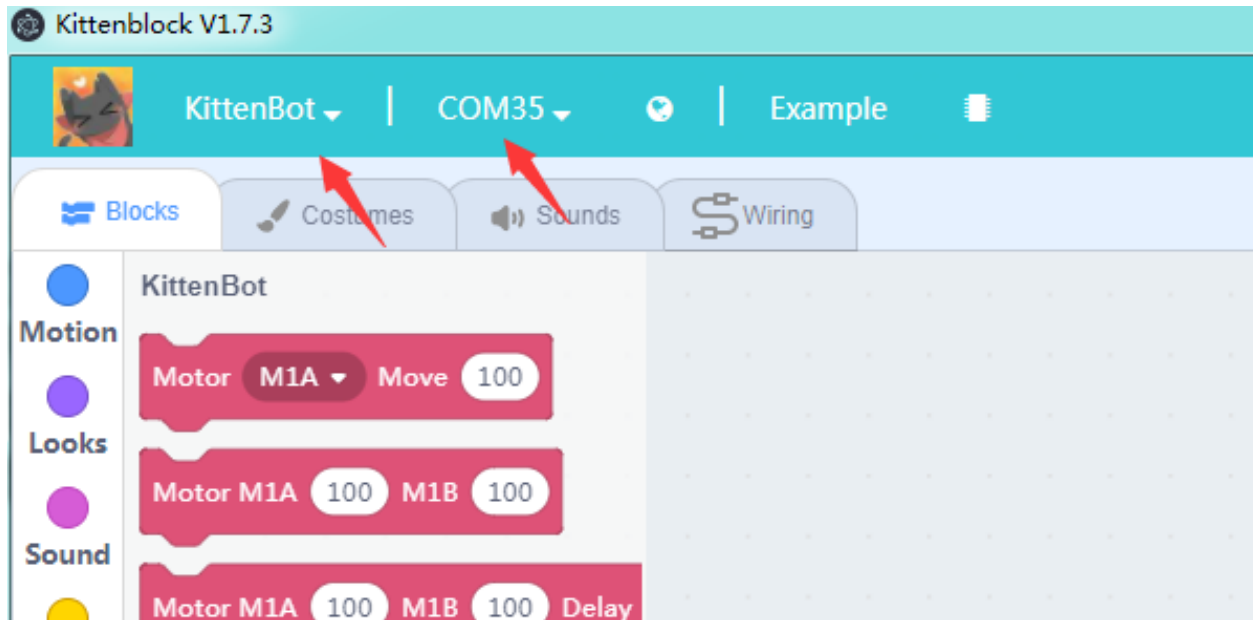 Kittenblock V1.7.3
KittenBot | COM35 | Example
Blocks Costumes Sounds Wiring
KittenBot
Motion
Motor M1A Move 100
Looks
Motor M1A 100 M1B 100
Sound
Motor M1A 100 M1B 100 Delay